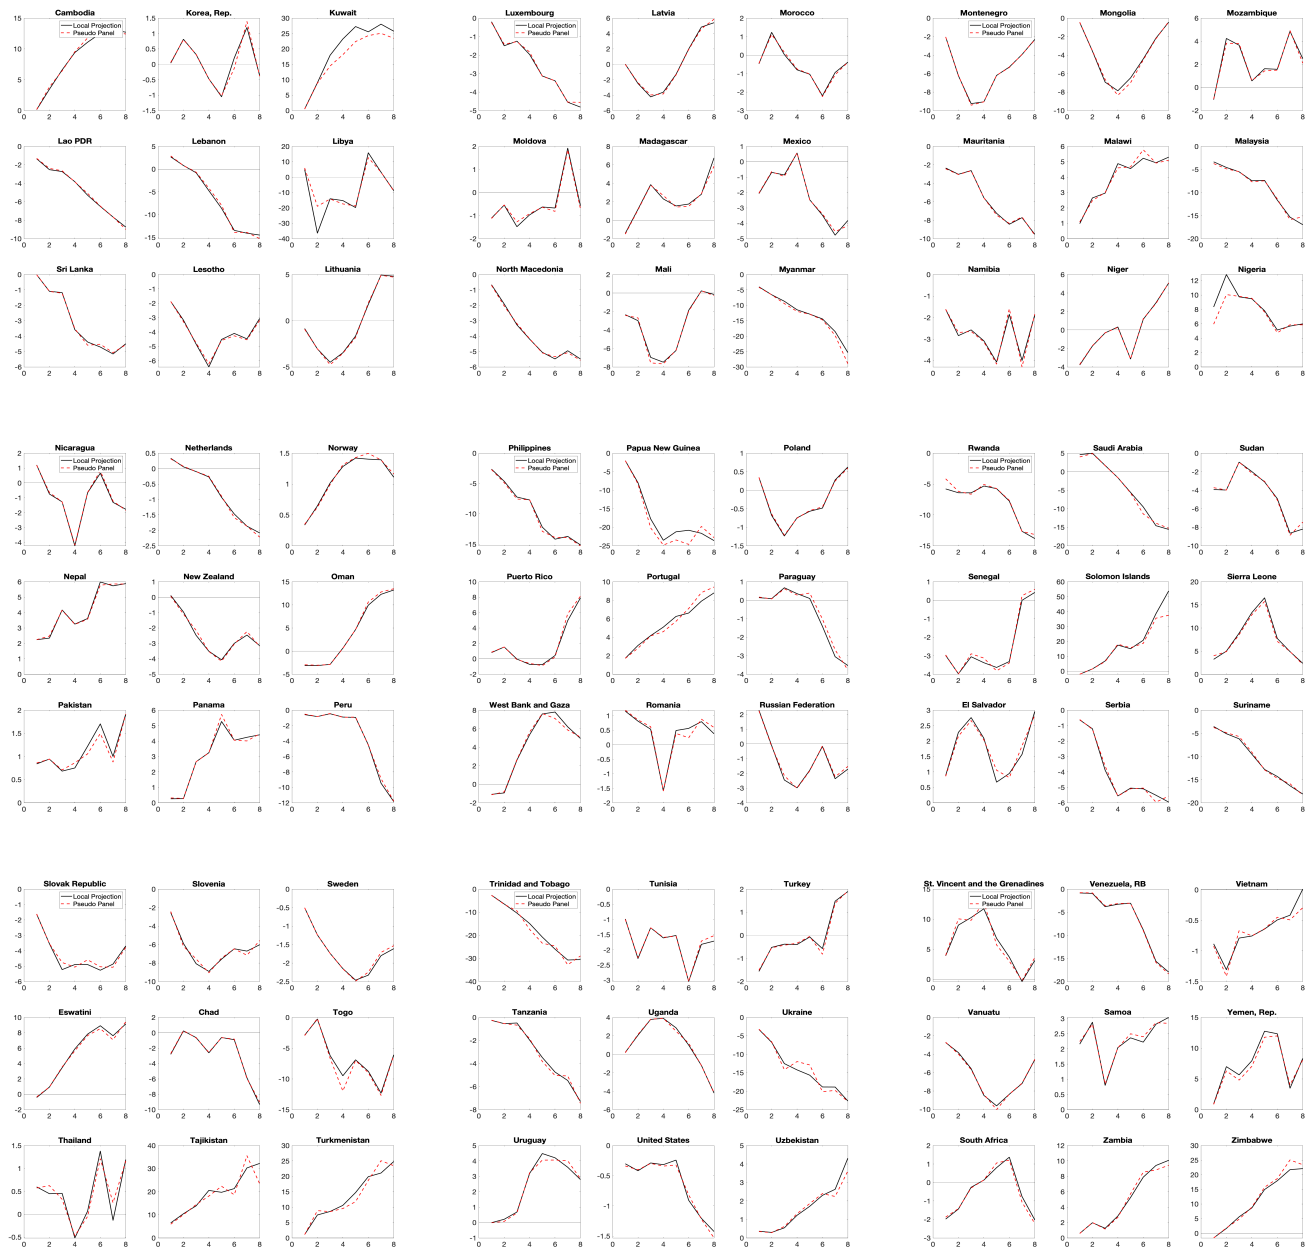 Cambodia
Korea, Rep.
Kuwait
Local Projection
Pseudo Panel
Lao PDR
Lebanon
Libya
Sri Lanka
Lesotho
Lithuania
Luxembourg
Latvia
Morocco
Local Projection
Pseudo Panel
Moldova
Madagascar
Mexico
North Macedonia
Mali
Myanmar
Montenegro
Mongolia
Mozambique
Local Projection
Pseudo Panel
Mauritania
Malawi
Malaysia
Namibia
Niger
Nigeria
Nicaragua
Netherlands
Norway
Local Projection
Pseudo Panel
Nepal
New Zealand
Oman
Pakistan
Panama
Peru
Philippines
Papua New Guinea
Poland
Local Projection
Pseudo Panel
Puerto Rico
Portugal
Paraguay
West Bank and Gaza
Romania
Russian Federation
Rwanda
Saudi Arabia
Sudan
Local Projection
Pseudo Panel
Senegal
Solomon Islands
Sierra Leone
El Salvador
Serbia
Suriname
Slovak Republic
Slovenia
Sweden
Local Projection
Pseudo Panel
Eswatini
Chad
Togo
Thailand
Tajikistan
Turkmenistan
Trinidad and Tobago
Tunisia
Turkey
Local Projection
Pseudo Panel
Tanzania
Uganda
Ukraine
Uruguay
United States
Uzbekistan
St. Vincent and the Grenadines
Venezuela, RB
Vietnam
Local Projection
Pseudo Panel
Vanuatu
Samoa
Yemen, Rep.
South Africa
Zambia
Zimbabwe